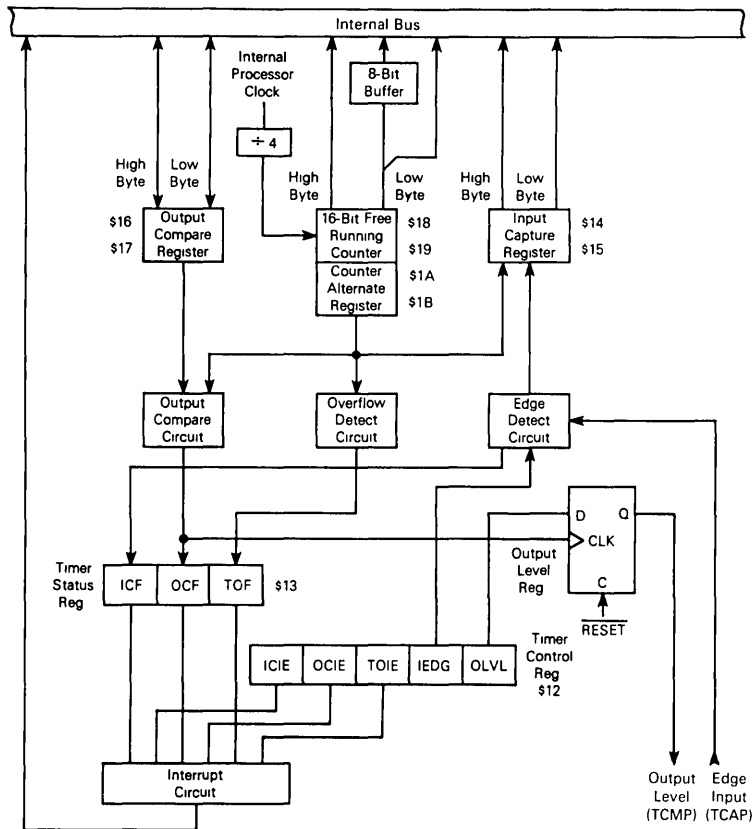 Internal Bus
Internal
Processor
Clock
8-Bit
Buffer
÷ 4
High
Byte
Low
Byte
High
Byte
Low
Byte
High
Byte
Low
Byte
$16
$17
Output
Compare
Register
16-Bit Free
Running
Counter
$18
$19
Counter
Alternate
Register
$1A
$1B
Input
Capture
Register
$14
$15
Output
Compare
Circuit
Overflow
Detect
Circuit
Edge
Detect
Circuit
D
Q
CLK
C
Output
Level
Reg
RESET
Timer
Status
Reg
ICF
OCF
TOF
$13
ICIE
OCIE
TOIE
IEDG
OLVL
Timer
Control
Reg
$12
Interrupt
Circuit
Output
Level
(TCMP)
Edge
Input
(TCAP)